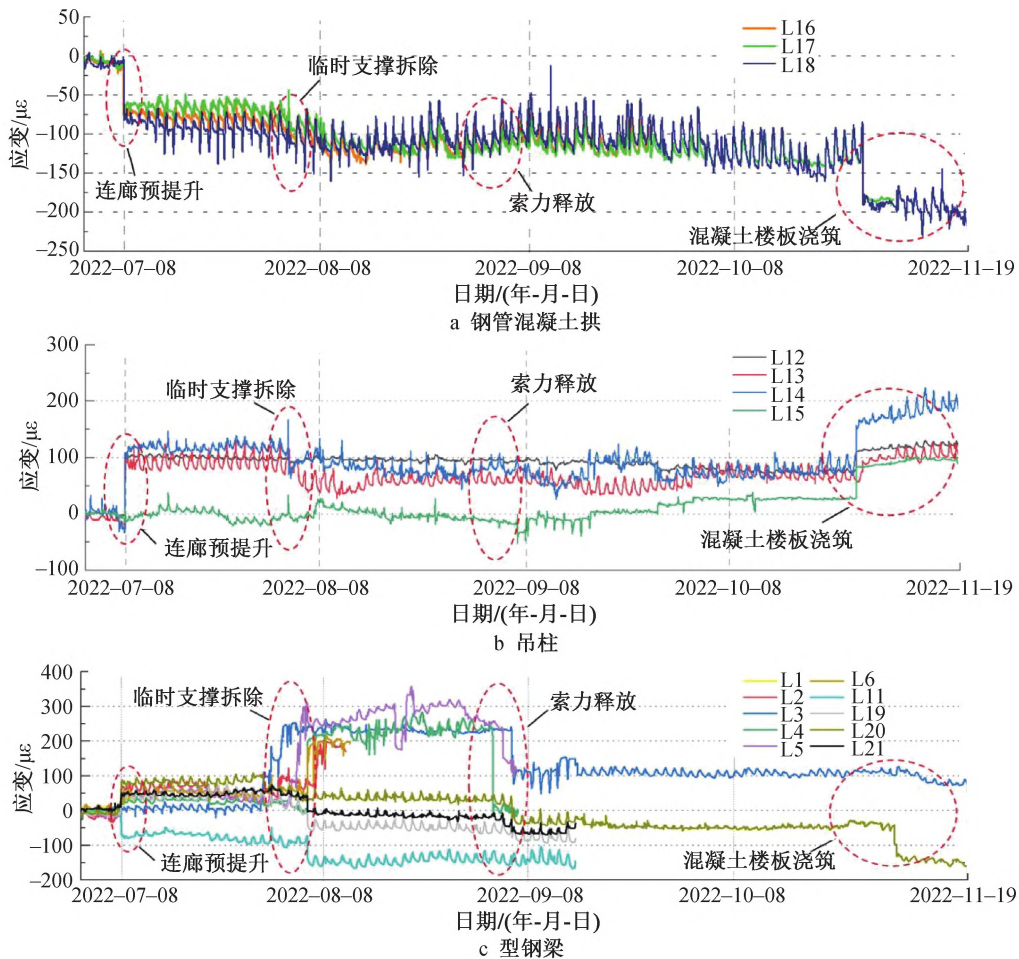 50
0
–50
–100
–150
–200
–250
应变/με
L16
L17
L18
临时支撑拆除
连廊预提升
索力释放
混凝土楼板浇筑
2022–07–08
2022–08–08
2022–09–08
2022–10–08
2022–11–19
日期/(年-月-日)
a 钢管混凝土拱
300
200
100
0
–100
应变/με
L12
L13
L14
L15
临时支撑拆除
索力释放
连廊预提升
混凝土楼板浇筑
2022–07–08
2022–08–08
2022–09–08
2022–10–08
2022–11–19
日期/(年-月-日)
b 吊柱
400
300
200
100
0
–100
–200
应变/με
L1
L2
L3
L4
L5
L6
L11
L19
L20
L21
临时支撑拆除
索力释放
连廊预提升
混凝土楼板浇筑
2022–07–08
2022–08–08
2022–09–08
2022–10–08
2022–11–19
日期/(年-月-日)
c 型钢梁